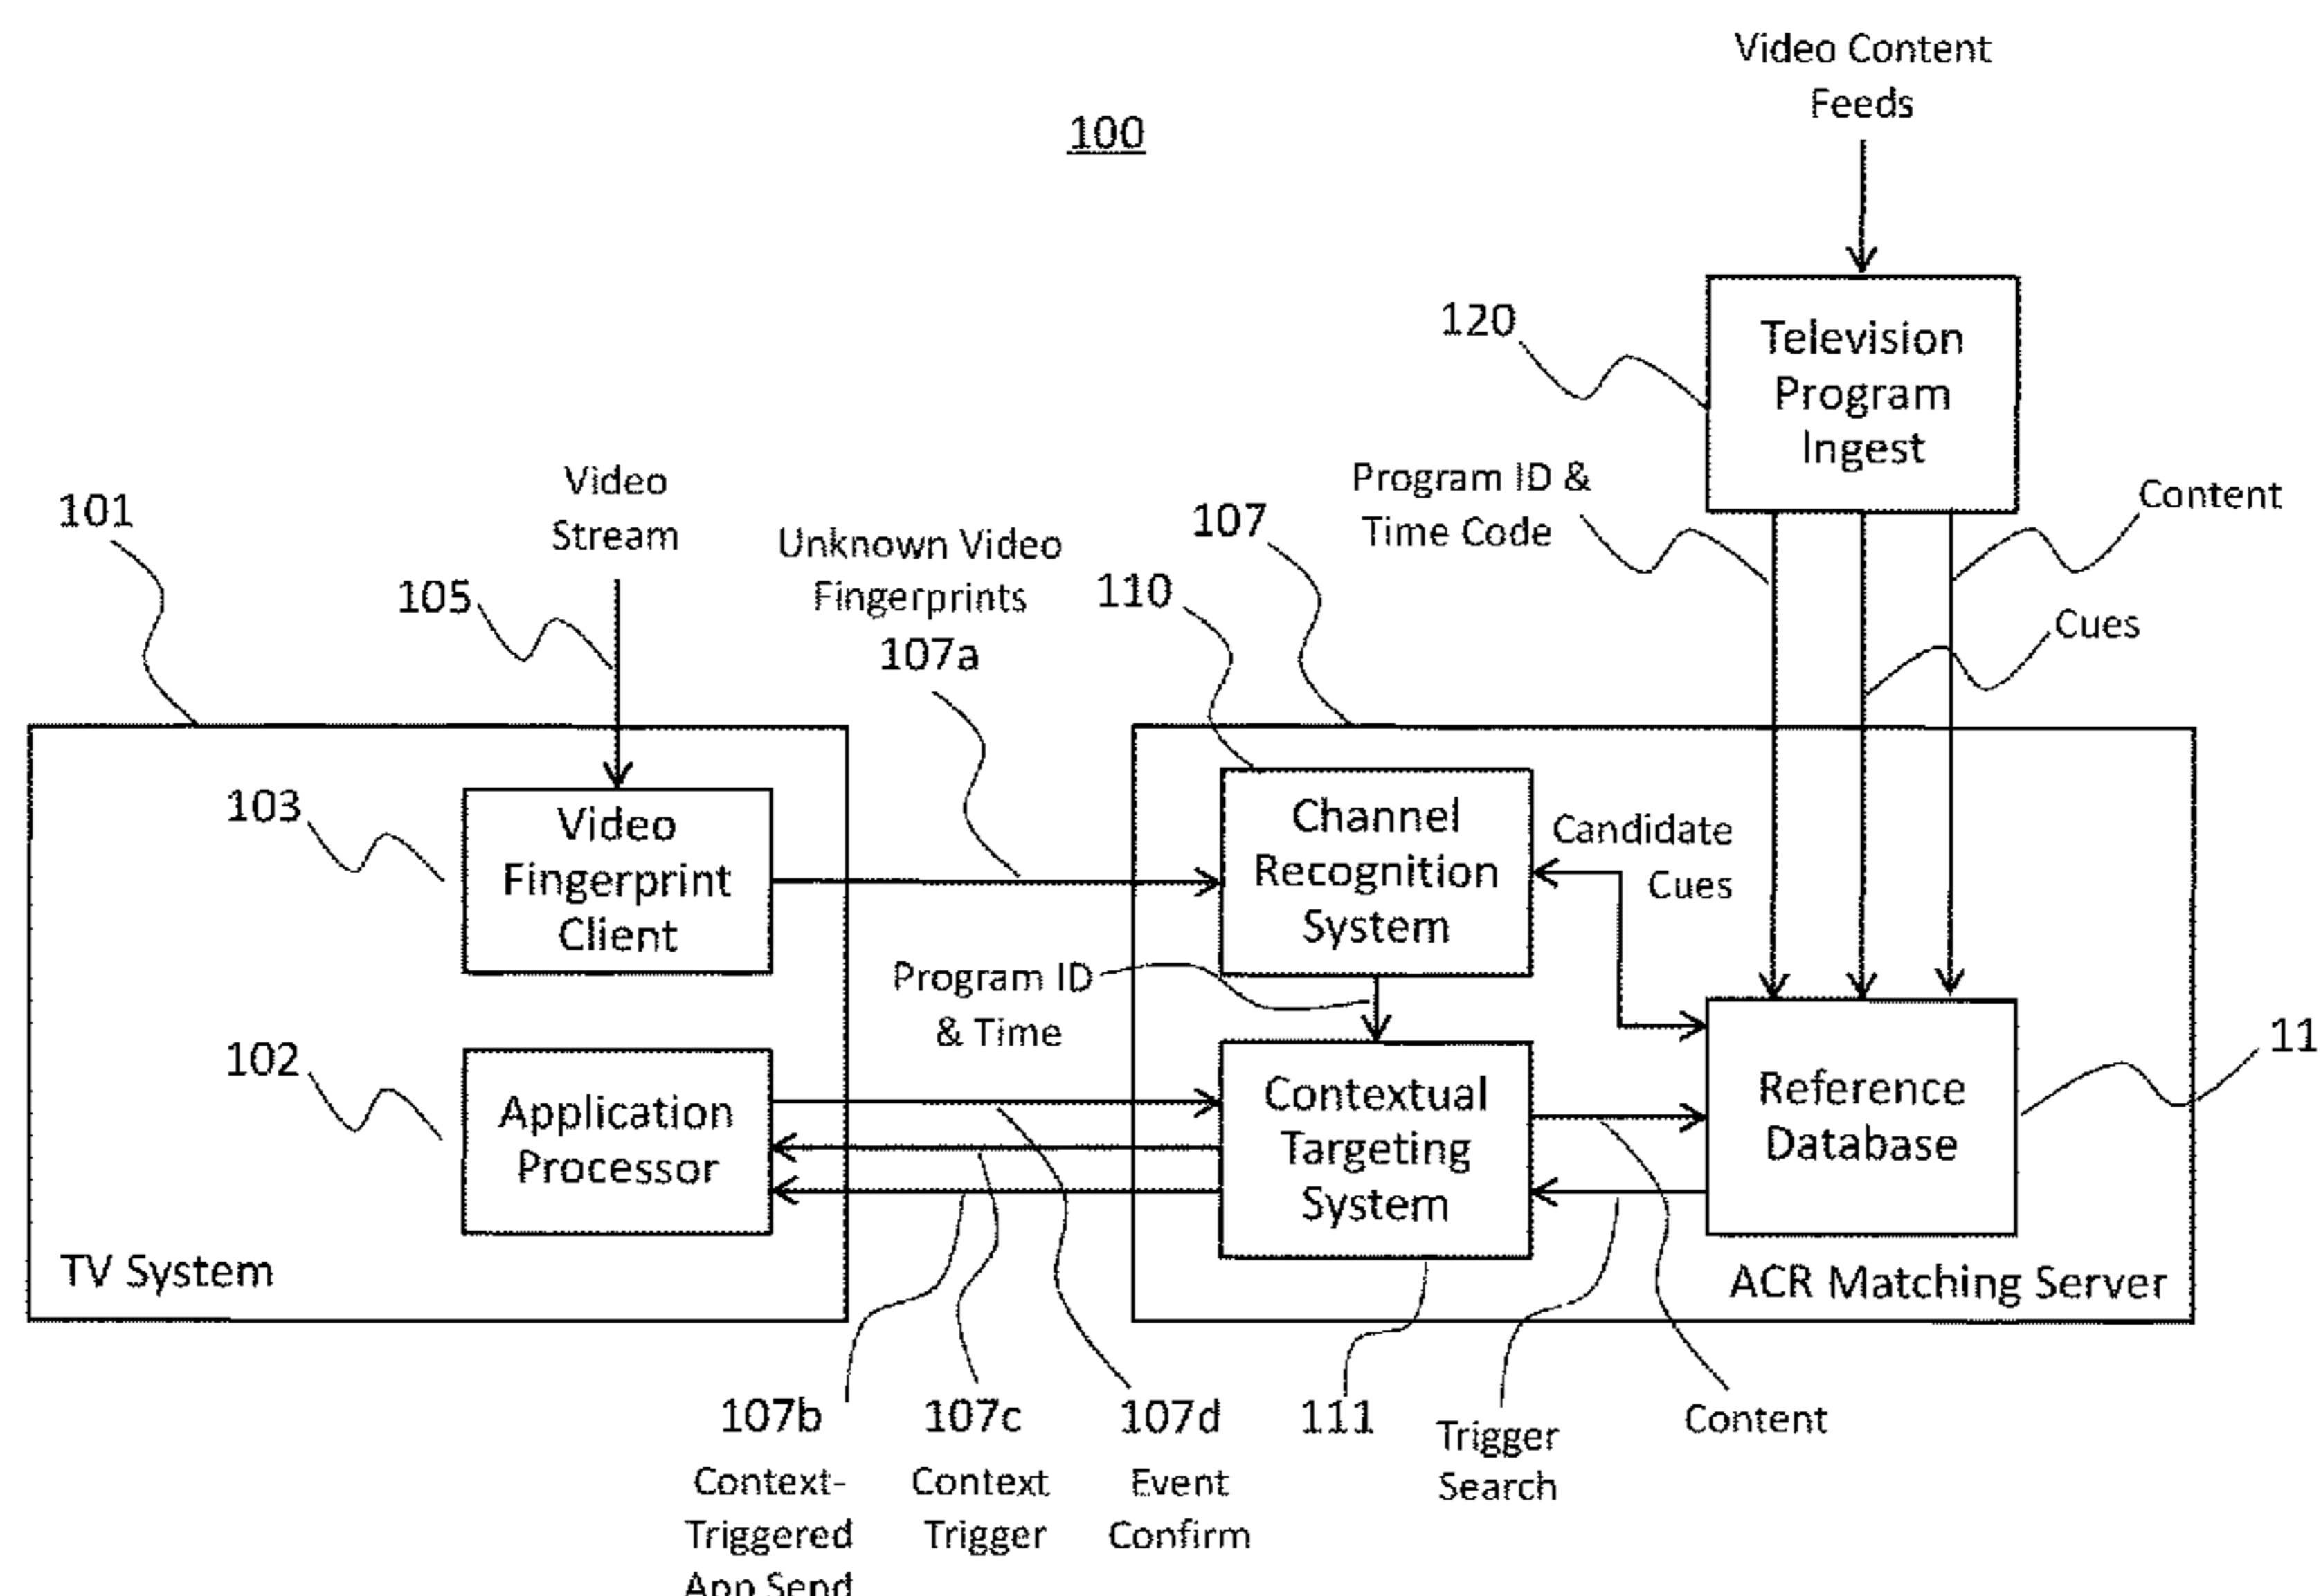 Video Content
Feeds
100
120
Television
Program
Ingest
Program ID &
Time Code
Content
Cues
101
Video
Stream
105
Unknown Video
Fingerprints
107a
110
107
103
Video
Fingerprint
Client
Channel
Recognition
System
Candidate
Cues
Program ID
& Time
102
Application
Processor
Contextual
Targeting
System
Reference
Database
11
TV System
ACR Matching Server
107b
Context-
Triggered
App Send
107c
Context
Trigger
107d
Event
Confirm
111
Trigger
Search
Content